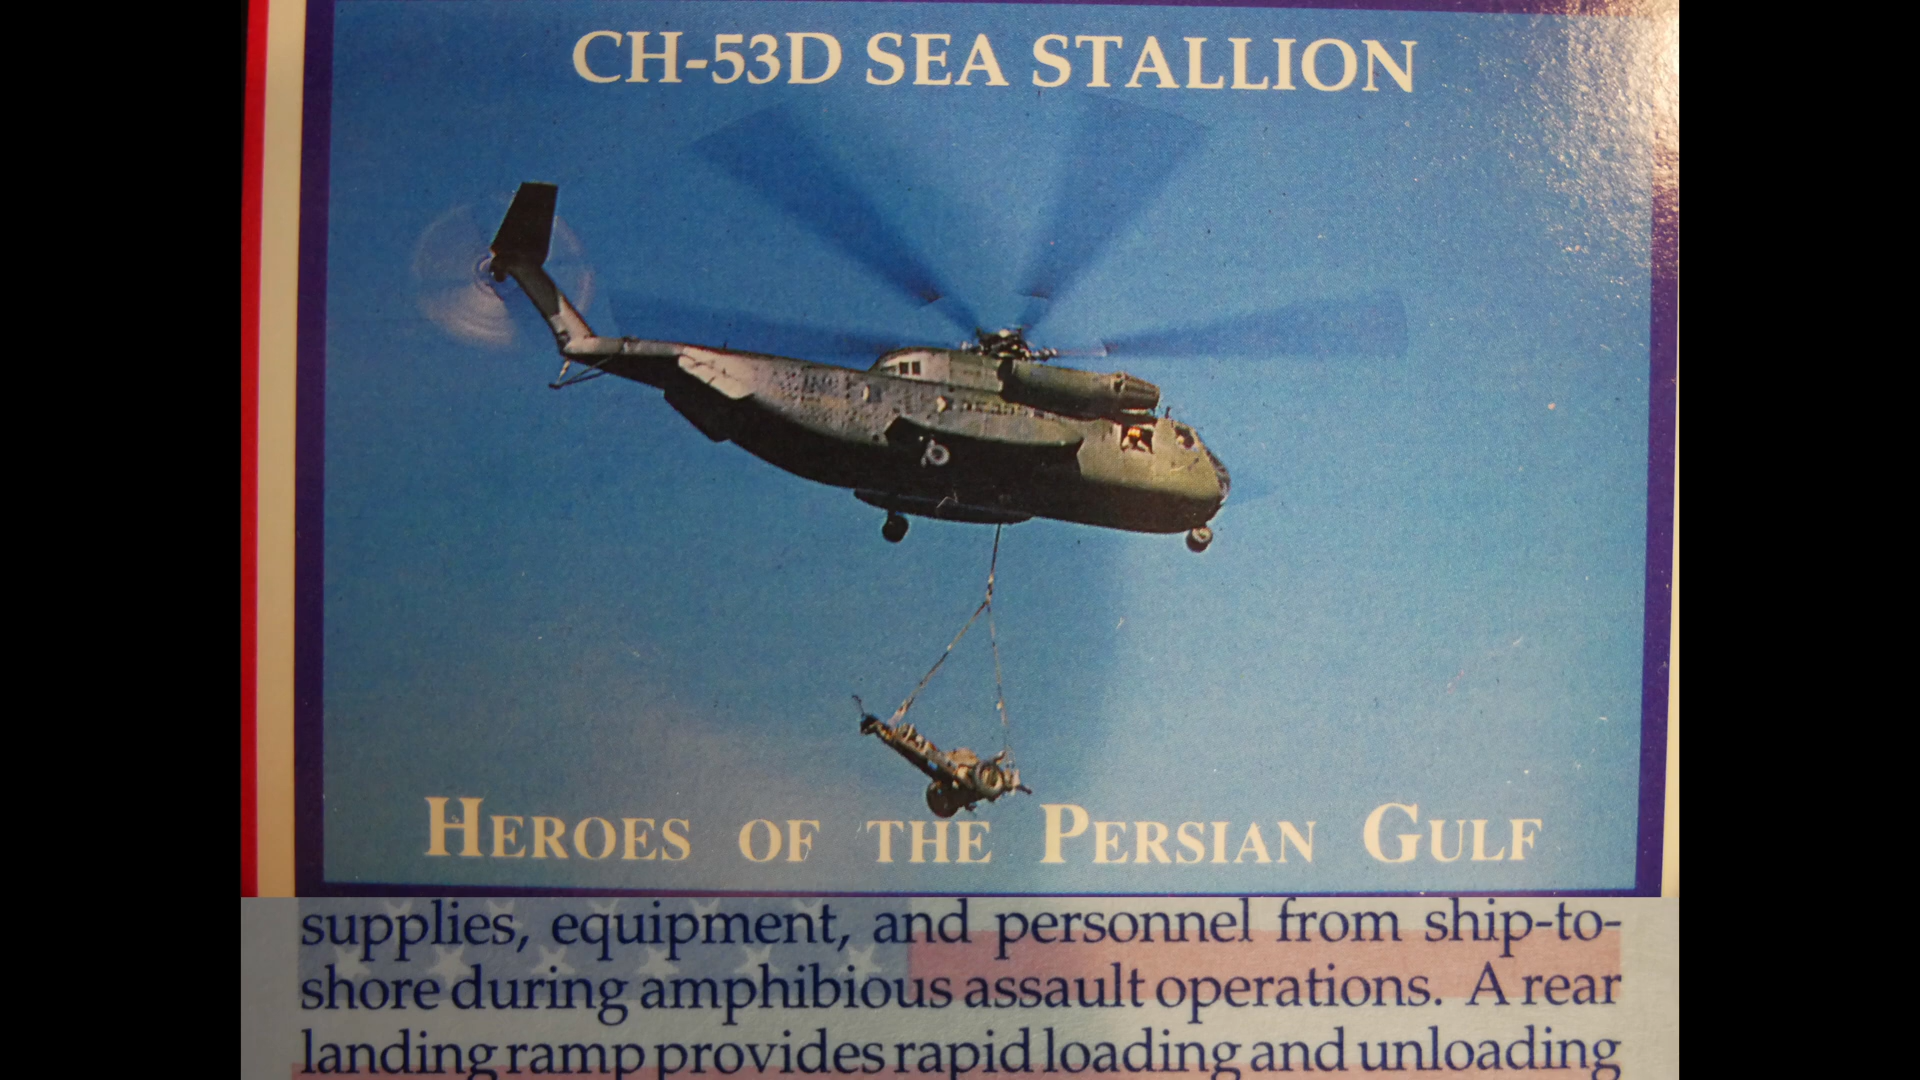 CH-53D SEA STALLION
HEROES OF THE PERSIAN GULF
supplies, equipment, and personnel from ship-to-
shore during amphibious assault operations. A rear
landing ramp provides rapid loading and unloading